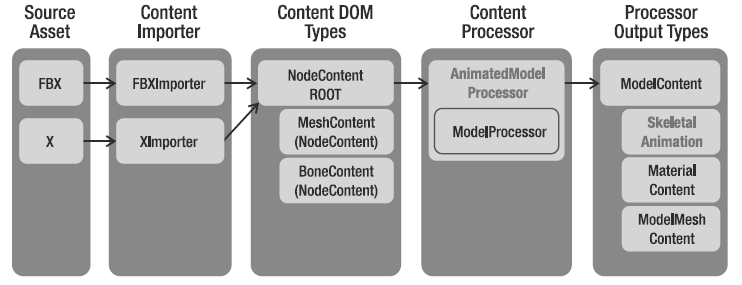 Source
Asset
Content
Importer
Content DOM
Types
Content
Processor
Processor
Output Types
FBX
FBXImporter
NodeContent
ROOT
AnimatedModel
Processor
ModelContent
X
XImporter
MeshContent
(NodeContent)
ModelProcessor
Skeletal
Animation
BoneContent
(NodeContent)
Material
Content
ModelMesh
Content